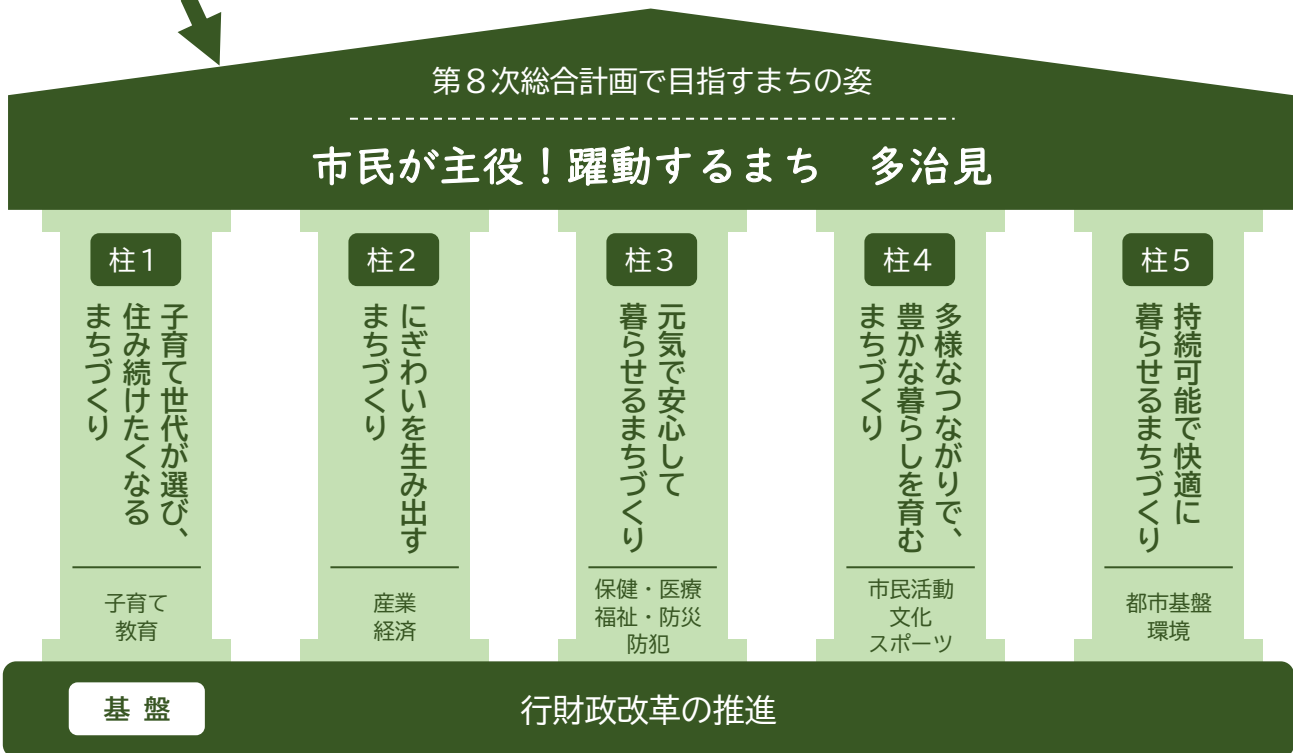 第８次総合計画で目指すまちの姿
市民が主役！躍動するまち　多治見
柱１
子育て世代が選び、
住み続けたくなる
まちづくり
子育て
教育
柱２
にぎわいを生み出す
まちづくり
産業
経済
柱３
元気で安心して
暮らせるまちづくり
保健・医療
福祉・防災
防犯
柱４
多様なつながりで、
豊かな暮らしを育む
まちづくり
市民活動
文化
スポーツ
柱５
持続可能で快適に
暮らせるまちづくり
都市基盤
環境
基 盤
行財政改革の推進